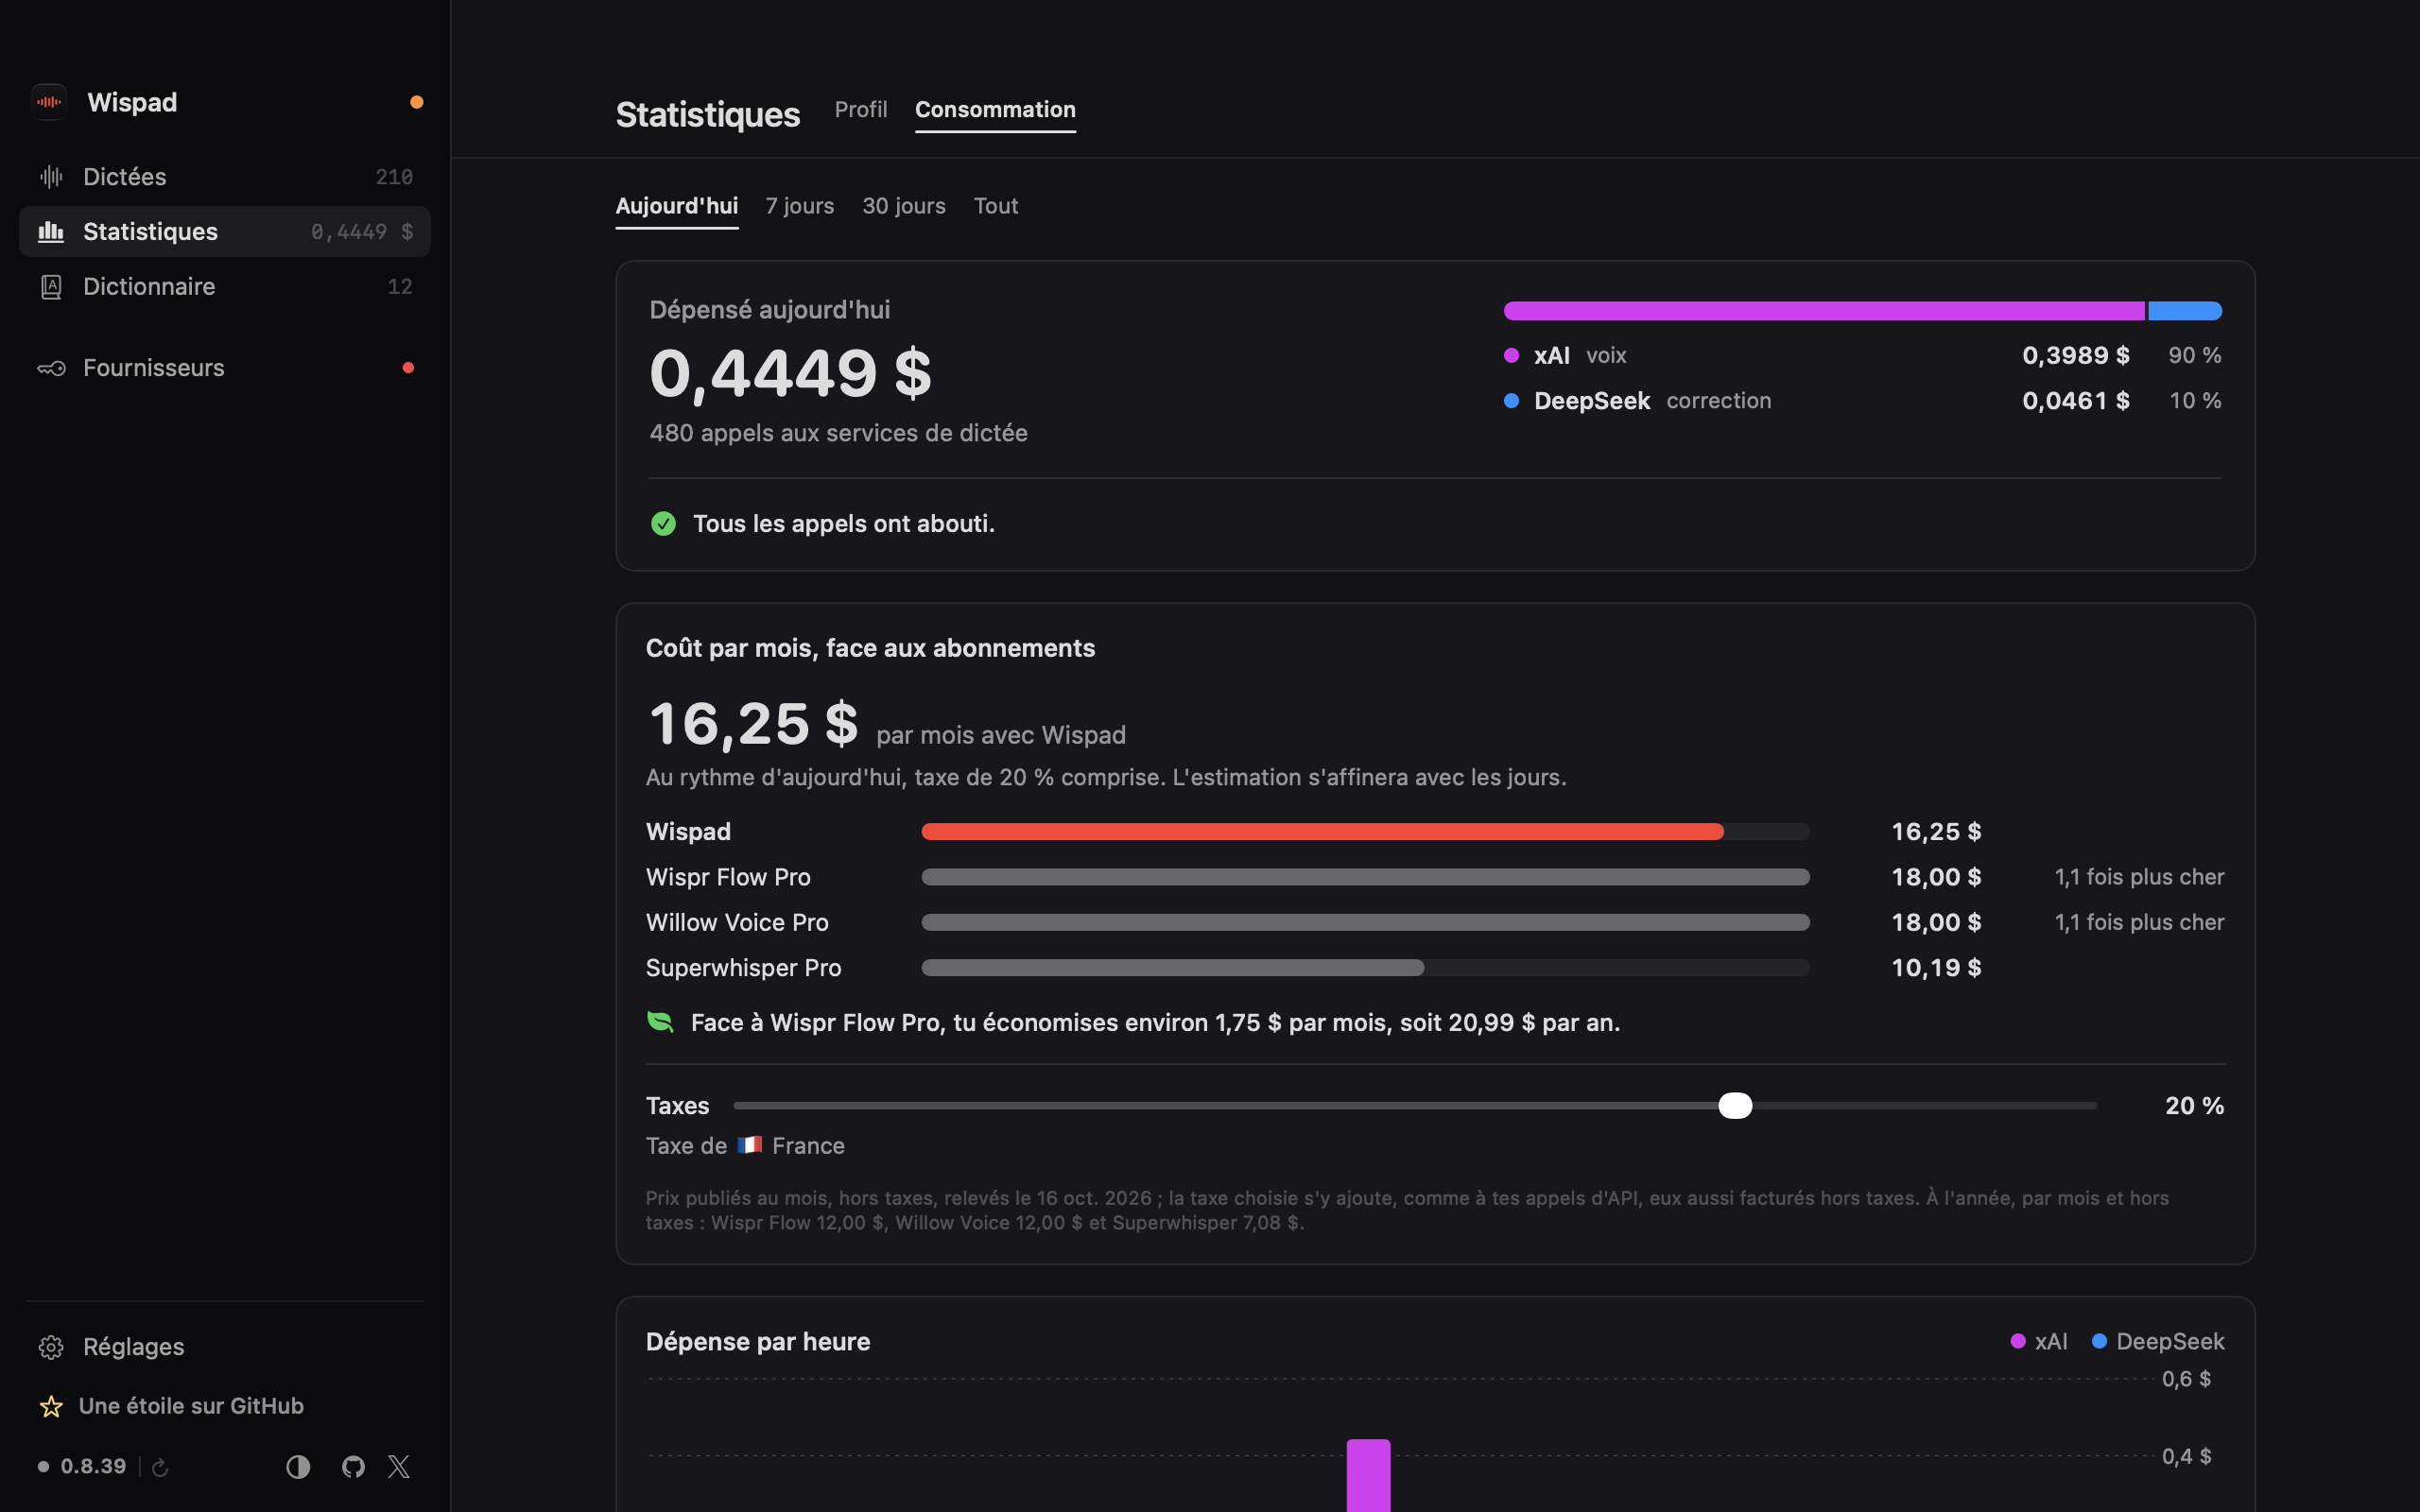 Wispad
Dictées 210
Statistiques 0,4449 $
Dictionnaire 12
Fournisseurs
Réglages
Une étoile sur GitHub
0.8.39
Statistiques Profil Consommation
Aujourd'hui 7 jours 30 jours Tout
Dépensé aujourd'hui
0,4449 $
480 appels aux services de dictée
xAI voix 0,3989 $ 90 %
DeepSeek correction 0,0461 $ 10 %
Tous les appels ont abouti.
Coût par mois, face aux abonnements
16,25 $ par mois avec Wispad
Au rythme d'aujourd'hui, taxe de 20 % comprise. L'estimation s'affinera avec les jours.
Wispad 16,25 $
Wispr Flow Pro 18,00 $ 1,1 fois plus cher
Willow Voice Pro 18,00 $ 1,1 fois plus cher
Superwhisper Pro 10,19 $
Face à Wispr Flow Pro, tu économises environ 1,75 $ par mois, soit 20,99 $ par an.
Taxes 20 %
Taxe de 🇫🇷 France
Prix publiés au mois, hors taxes, relevés le 16 oct. 2026 ; la taxe choisie s'y ajoute, comme à tes appels d'API, eux aussi facturés hors taxes. À l'année, par mois et hors
taxes : Wispr Flow 12,00 $, Willow Voice 12,00 $ et Superwhisper 7,08 $.
Dépense par heure xAI DeepSeek
0,6 $
0,4 $